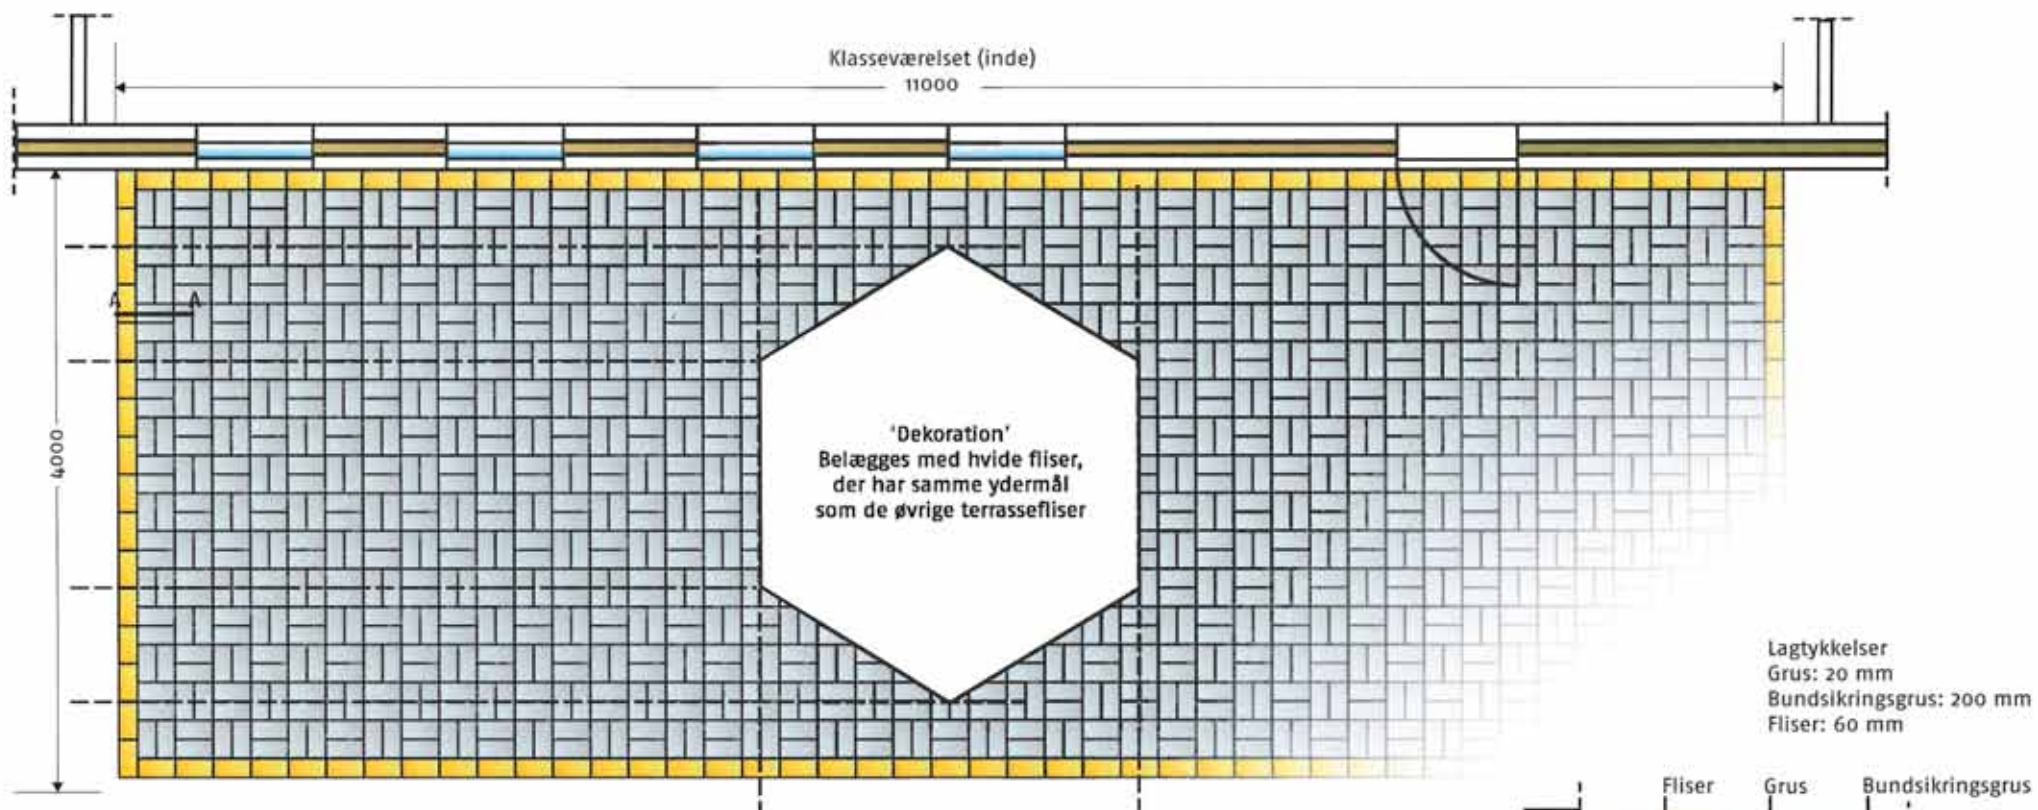 Klasseværelset (inde)
11000
A A
4000
'Dekoration'
Belægges med hvide fliser,
der har samme ydermål
som de øvrige terrassefliser
Lagtykkelser
Grus: 20 mm
Bundsikringsgrus: 200 mm
Fliser: 60 mm
Fliser Grus Bundsikringsgrus